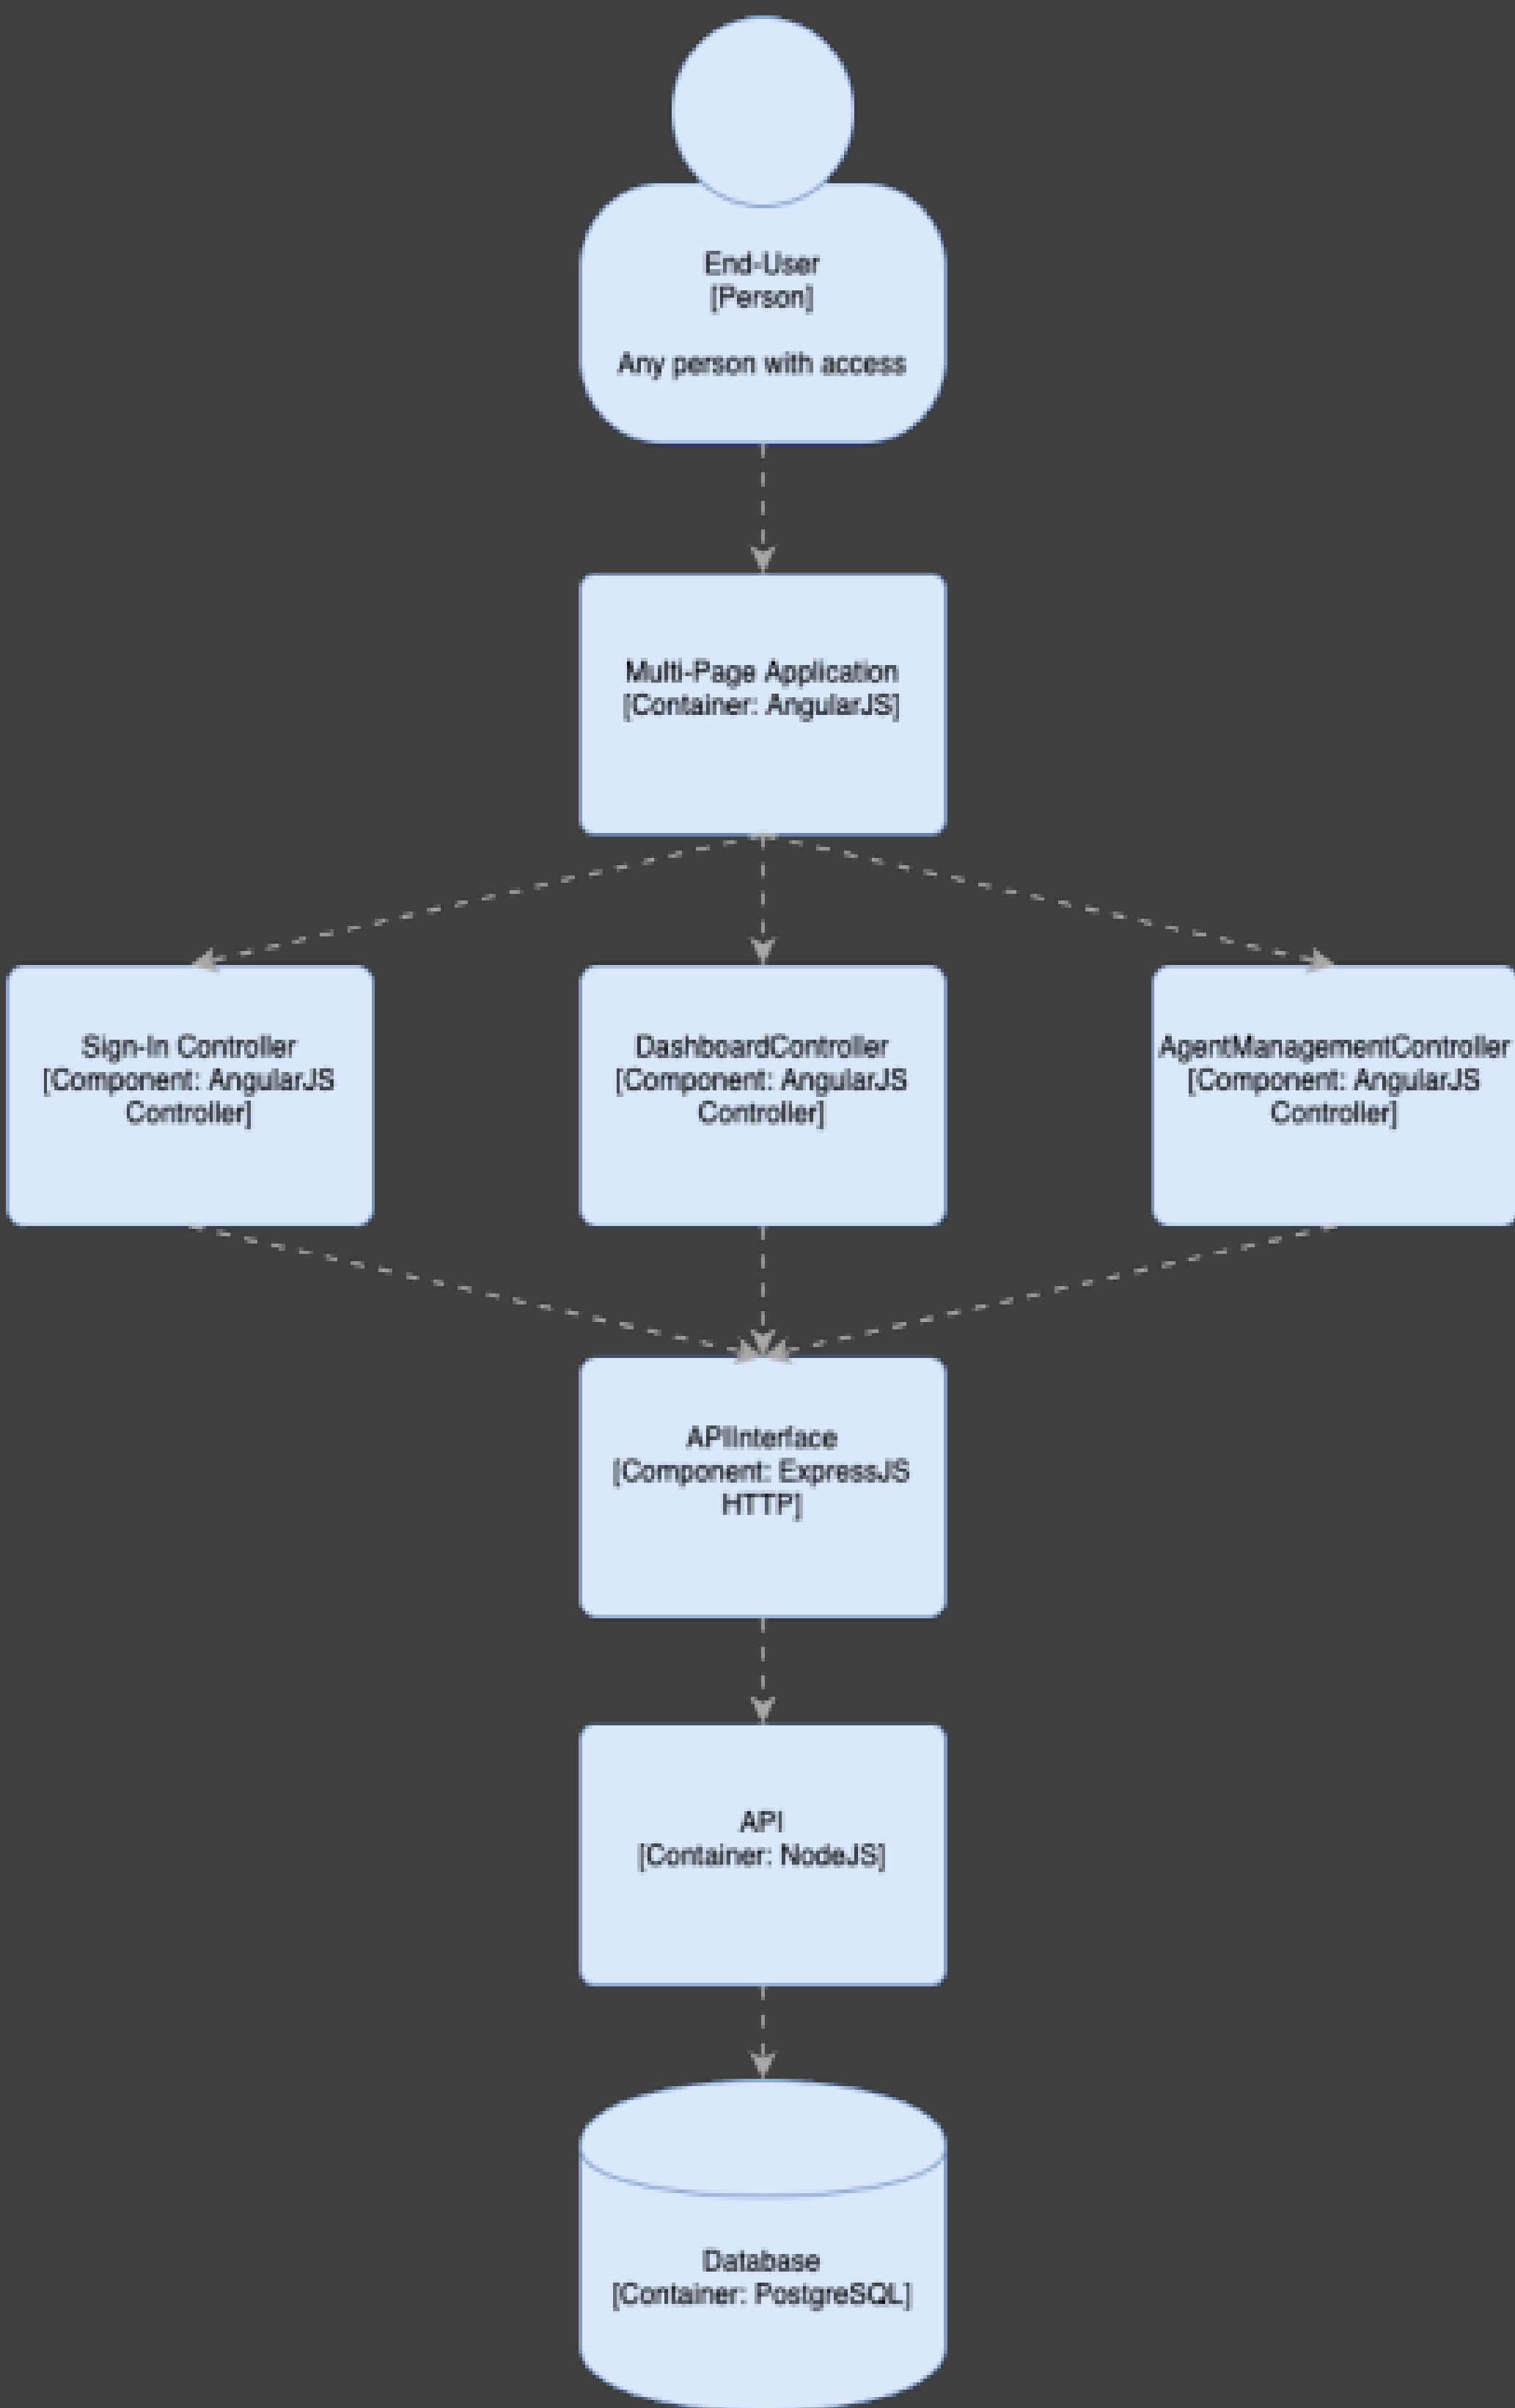 End-User
[Person]
Any person with access
Multi-Page Application
[Container: AngularJS]
Sign-In Controller
[Component: AngularJS
Controller]
DashboardController
[Component: AngularJS
Controller]
AgentManagementController
[Component: AngularJS
Controller]
APIInterface
[Component: ExpressJS
HTTP]
API
[Container: NodeJS]
Database
[Container: PostgreSQL]